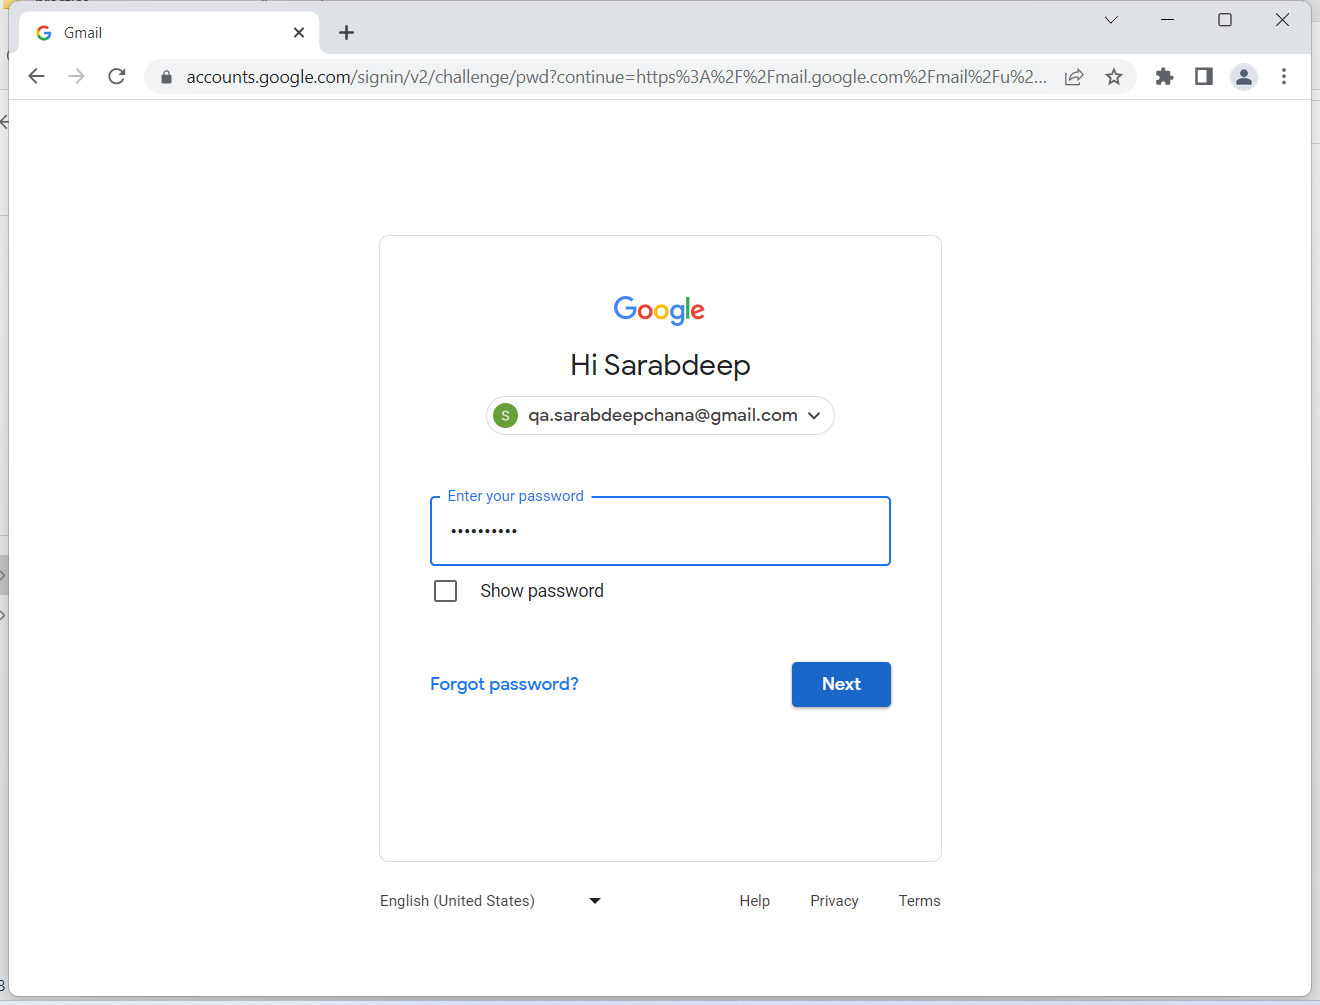 Gmail
accounts.google.com/signin/v2/challenge/pwd?continue=https%3A%2F%2Fmail.google.com%2Fmail%2Fu%2...
Google
Hi Sarabdeep
S qa.sarabdeepchana@gmail.com
Enter your password
••••••••••
Show password
Forgot password? Next
English (United States) Help Privacy Terms